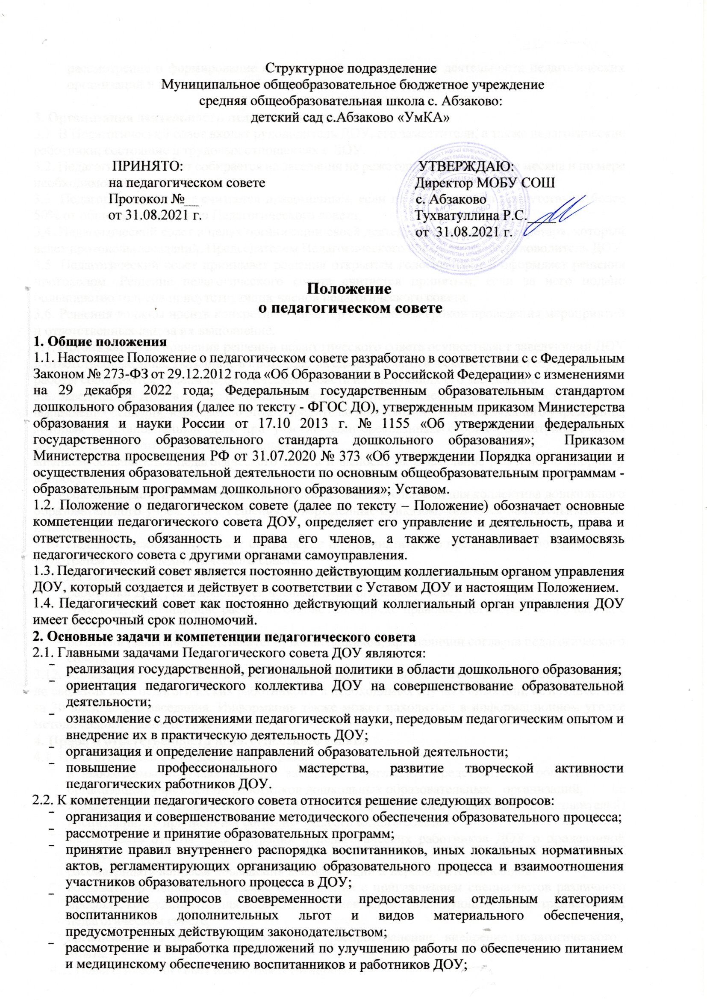 Структурное подразделение
Муниципальное общеобразовательное бюджетное учреждение
средняя общеобразовательная школа с. Абзаково:
детский сад с.Абзаково «УмКА»
ПРИНЯТО:
на педагогическом совете
Протокол №__
от 31.08.2021 г.
УТВЕРЖДАЮ:
Директор МОБУ СОШ
с. Абзаково
Тухватуллина Р.С.____
от 31.08.2021 г.
Положение
о педагогическом совете
1. Общие положения
1.1. Настоящее Положение о педагогическом совете разработано в соответствии с с Федеральным
Законом № 273-ФЗ от 29.12.2012 года «Об Образовании в Российской Федерации» с изменениями
на 29 декабря 2022 года; Федеральным государственным образовательным стандартом
дошкольного образования (далее по тексту - ФГОС ДО), утвержденным приказом Министерства
образования и науки России от 17.10 2013 г. № 1155 «Об утверждении федеральных
государственного образовательного стандарта дошкольного образования»; Приказом
Министерства просвещения РФ от 31.07.2020 № 373 «Об утверждении Порядка организации и
осуществления образовательной деятельности по основным общеобразовательным программам -
образовательным программам дошкольного образования»; Уставом.
1.2. Положение о педагогическом совете (далее по тексту – Положение) обозначает основные
компетенции педагогического совета ДОУ, определяет его управление и деятельность, права и
ответственность, обязанность и права его членов, а также устанавливает взаимосвязь
педагогического совета с другими органами самоуправления.
1.3. Педагогический совет является постоянно действующим коллегиальным органом управления
ДОУ, который создается и действует в соответствии с Уставом ДОУ и настоящим Положением.
1.4. Педагогический совет как постоянно действующий коллегиальный орган управления ДОУ
имеет бессрочный срок полномочий.
2. Основные задачи и компетенции педагогического совета
2.1. Главными задачами Педагогического совета ДОУ являются:
- реализация государственной, региональной политики в области дошкольного образования;
- ориентация педагогического коллектива ДОУ на совершенствование образовательной
деятельности;
- ознакомление с достижениями педагогической науки, передовым педагогическим опытом и
внедрение их в практическую деятельность ДОУ;
- организация и определение направлений образовательной деятельности;
- повышение профессионального мастерства, развитие творческой активности
педагогических работников ДОУ.
2.2. К компетенции педагогического совета относится решение следующих вопросов:
- организация и совершенствование методического обеспечения образовательного процесса;
- рассмотрение и принятие образовательных программ;
- принятие правил внутреннего распорядка воспитанников, иных локальных нормативных
актов, регламентирующих организацию образовательного процесса и взаимоотношения
участников образовательного процесса в ДОУ;
- рассмотрение вопросов своевременности предоставления отдельным категориям
воспитанников дополнительных льгот и видов материального обеспечения,
предусмотренных действующим законодательством;
- рассмотрение и выработка предложений по улучшению работы по обеспечению питанием
и медицинскому обеспечению воспитанников и работников ДОУ;